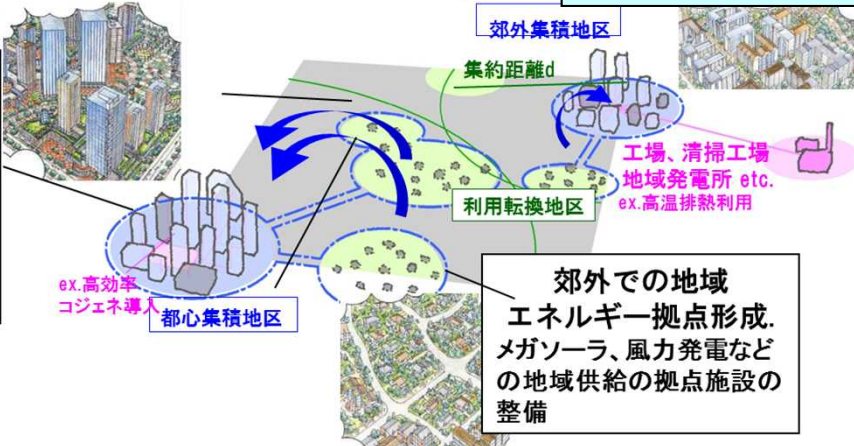 郊外集積地区
集約距離d
工場、清掃工場
地域発電所 etc.
ex.高温排熱利用
利用転換地区
ex.高効率
コジェネ導入
都心集積地区
郊外での地域
エネルギー拠点形成.
メガソーラ、風力発電など
の地域供給の拠点施設の
整備